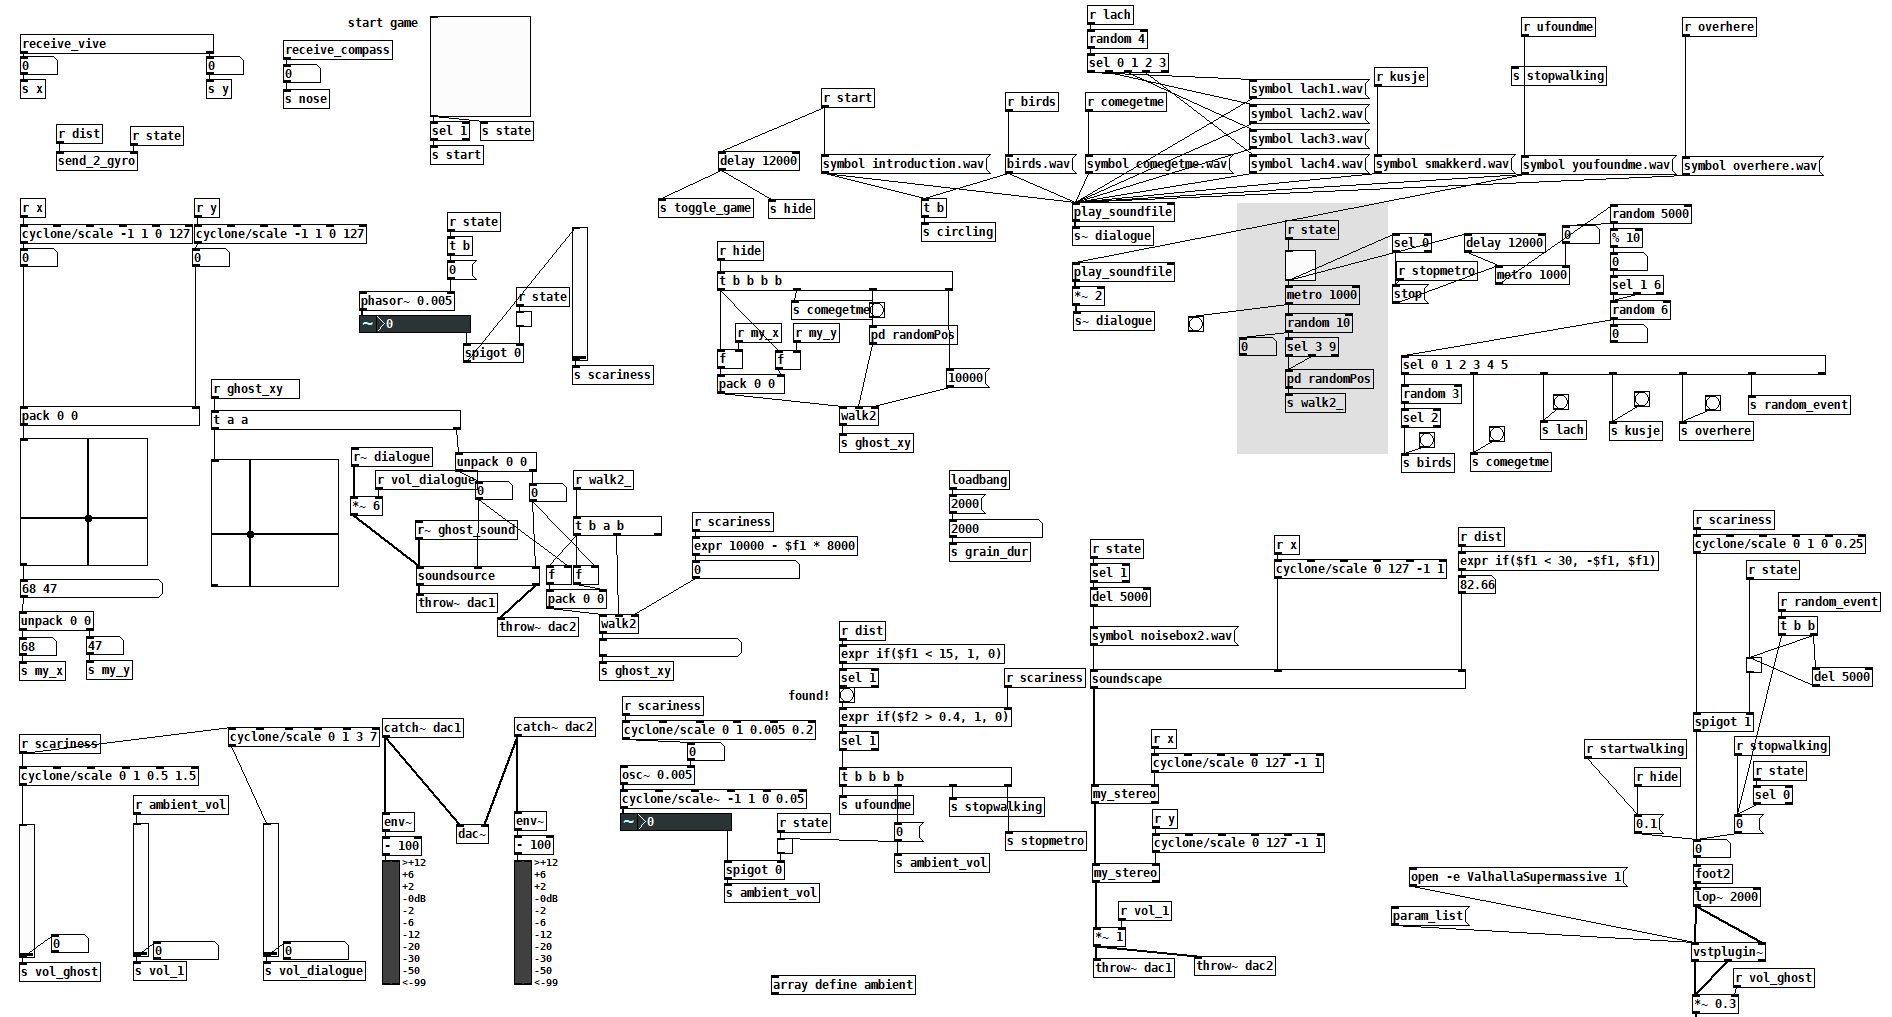 start game
receive_vive
0
0
s x
s y
receive_compass
0
s nose
sel 1
s state
s start
r dist
r state
send_2_gyro
r x
r y
cyclone/scale -1 1 0 127
cyclone/scale -1 1 0 127
0
0
pack 0 0
68 47
unpack 0 0
68
47
s my_x
s my_y
r state
t b
0
phasor~ 0.005
~ 0
r state
spigot 0
s scariness
r ghost_xy
t a a
r~ dialogue
unpack 0 0
r vol_dialogue
0
0
*~ 6
r~ ghost_sound
soundsource
throw~ dac1
throw~ dac2
r walk2_
t b a b
f
f
pack 0 0
walk2
s ghost_xy
r scariness
expr 10000 - $f1 * 8000
0
r start
delay 12000
symbol introduction.wav
s toggle_game
s hide
r birds
birds.wav
t b
s circling
r comegetme
symbol comegetme.wav
r lach
random 4
sel 0 1 2 3
symbol lach1.wav
symbol lach2.wav
symbol lach3.wav
symbol lach4.wav
r kusje
symbol smakkerd.wav
r ufoundme
s stopwalking
symbol youfoundme.wav
r overhere
symbol overhere.wav
play_soundfile
s~ dialogue
play_soundfile
*~ 2
s~ dialogue
r hide
t b b b b
s comegetme
r my_x
r my_y
pd randomPos
f
f
pack 0 0
10000
walk2
s ghost_xy
r state
metro 1000
random 10
0
sel 3 9
pd randomPos
s walk2_
sel 0
delay 12000
0
r stopmetro
metro 1000
stop
random 5000
% 10
0
sel 1 6
random 6
0
sel 0 1 2 3 4 5
random 3
sel 2
s birds
s comegetme
s lach
s kusje
s overhere
s random_event
loadbang
2000
2000
s grain_dur
r state
sel 1
del 5000
symbol noisebox2.wav
r x
cyclone/scale 0 127 -1 1
r dist
expr if($f1 < 30, -$f1, $f1)
82.66
soundscape
r x
cyclone/scale 0 127 -1 1
my_stereo
r y
cyclone/scale 0 127 -1 1
my_stereo
r vol_1
*~ 1
throw~ dac1
throw~ dac2
r dist
expr if($f1 < 15, 1, 0)
sel 1
found!
r scariness
expr if($f2 > 0.4, 1, 0)
sel 1
t b b b b
s ufoundme
s stopwalking
0
s stopmetro
s ambient_vol
r scariness
cyclone/scale 0 1 0.005 0.2
0
osc~ 0.005
cyclone/scale~ -1 1 0 0.05
~ 0
r state
spigot 0
s ambient_vol
r scariness
cyclone/scale 0 1 3 7
cyclone/scale 0 1 0.5 1.5
r ambient_vol
0
0
0
s vol_ghost
s vol_1
s vol_dialogue
catch~ dac1
catch~ dac2
env~
dac~
env~
- 100
- 100
>+12
+6
+2
-0dB
-2
-6
-12
-20
-30
-50
<-99
>+12
+6
+2
-0dB
-2
-6
-12
-20
-30
-50
<-99
array define ambient
r scariness
cyclone/scale 0 1 0 0.25
r state
r random_event
t b b
del 5000
spigot 1
r startwalking
r stopwalking
r hide
r state
sel 0
0.1
0
0
foot2
lop~ 2000
open -e ValhallaSupermassive 1
param_list
vstplugin~
r vol_ghost
*~ 0.3